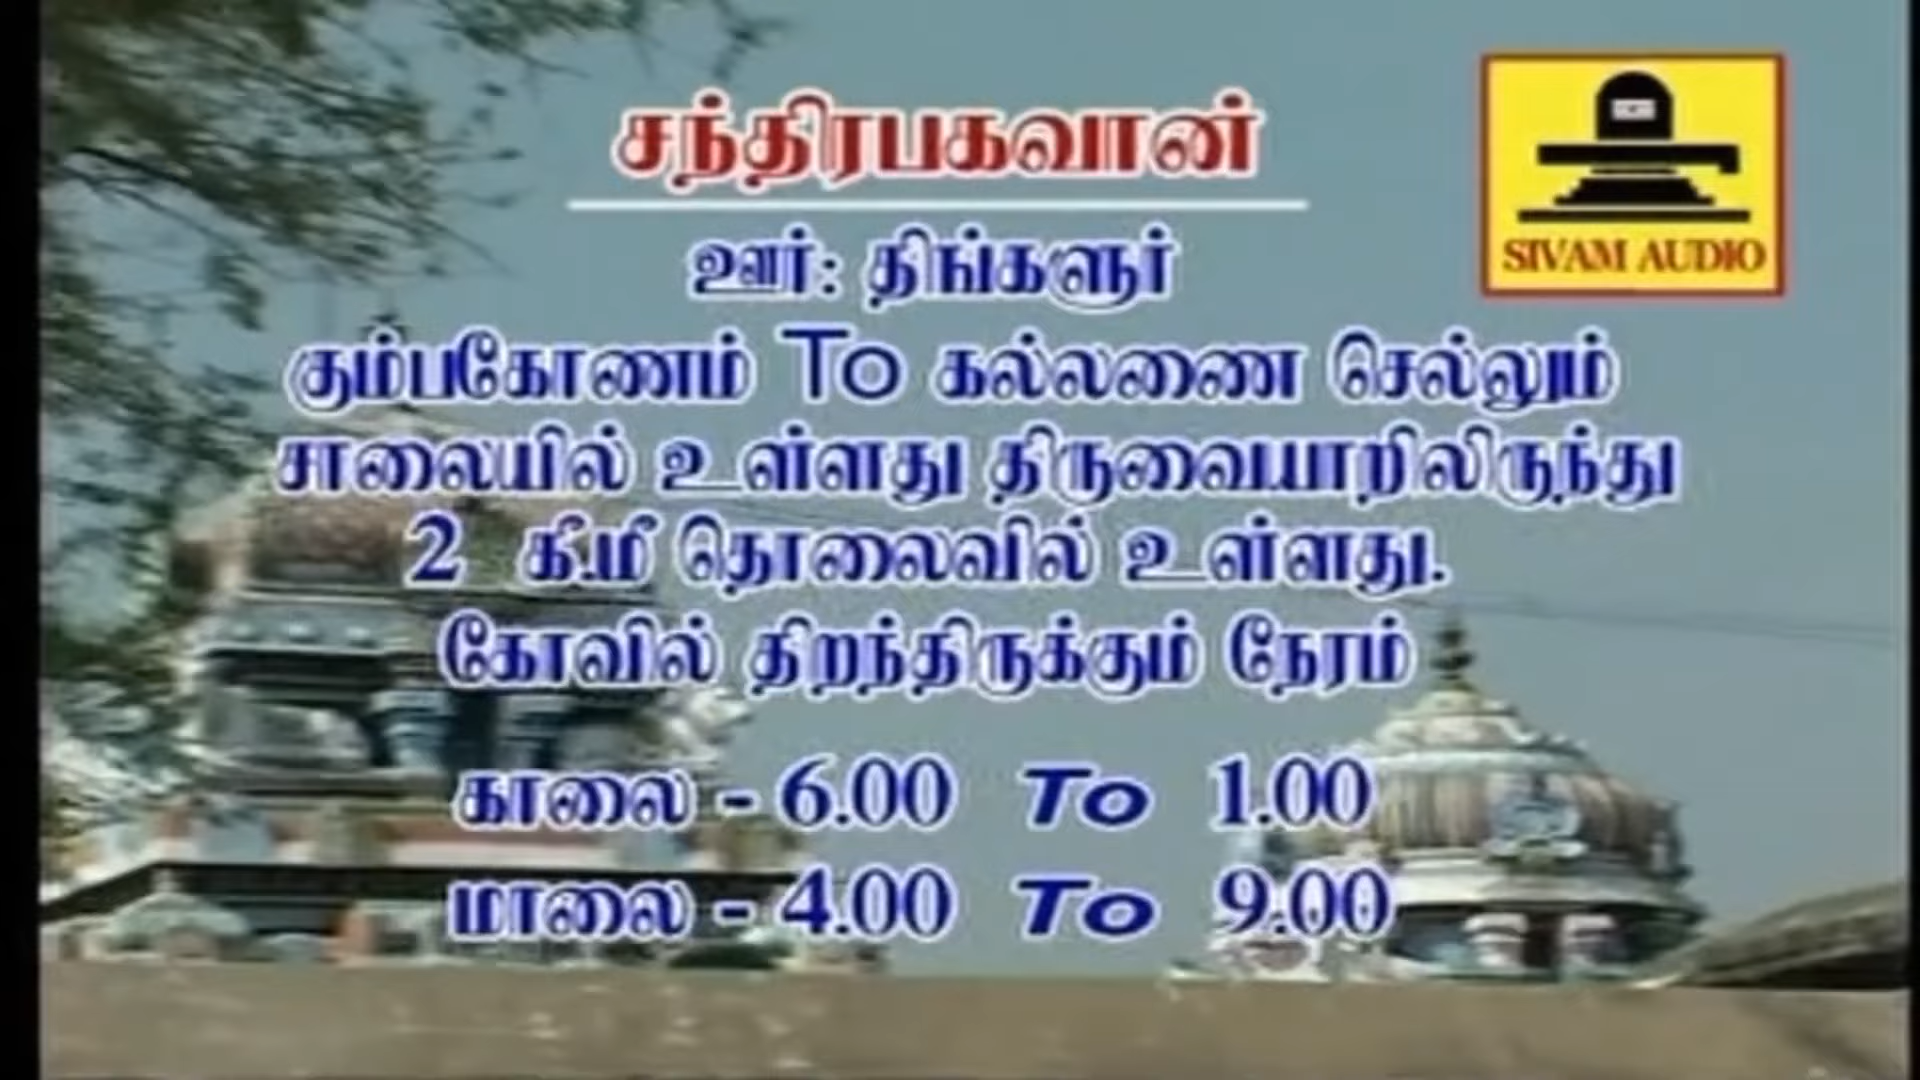 சந்திரபகவான்
SIVAM AUDIO
ஊர்: திங்களூர்
கும்பகோணம் To கல்லணை செல்லும்
சாலையில் உள்ளது திருவையாறிலிருந்து
2 கீ.மீ தொலைவில் உள்ளது.
கோவில் திறந்திருக்கும் நேரம்
காலை - 6.00 To 1.00
மாலை - 4.00 To 9.00